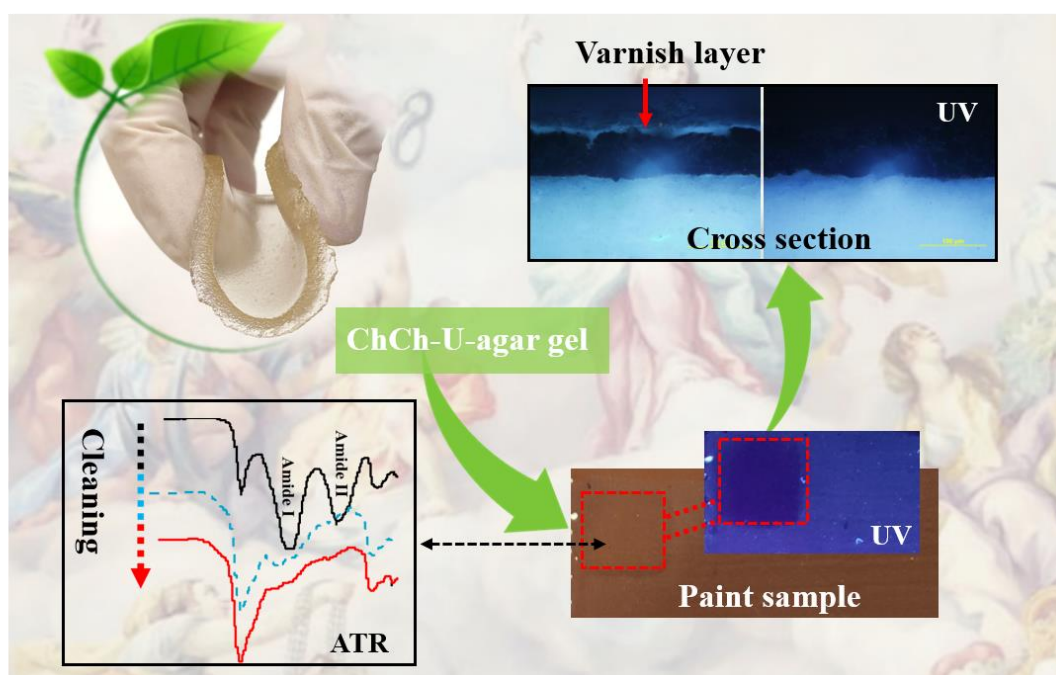 Varnish layer
UV
Cross section
ChCh-U-agar gel
Cleaning
Amide I
Amide II
ATR
UV
Paint sample